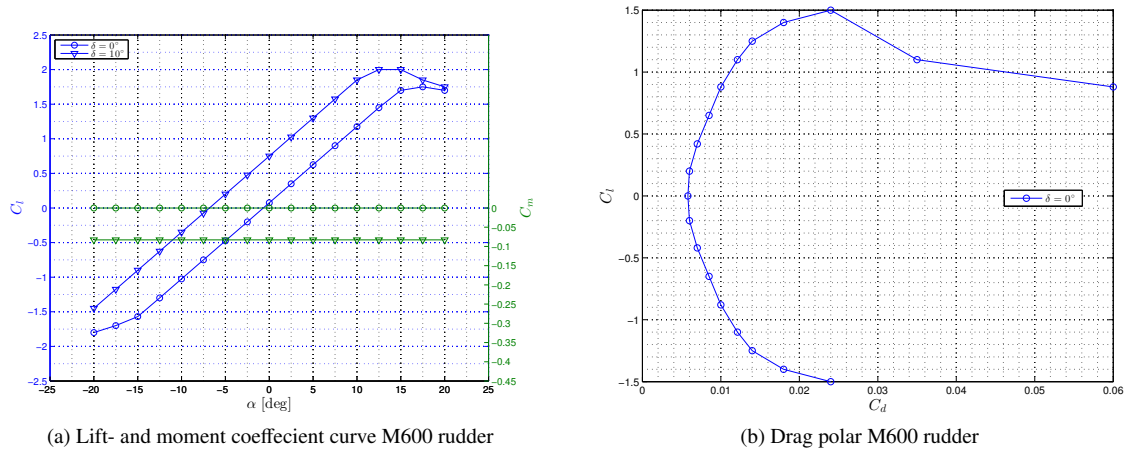 2.5
2
1.5
1
0.5
0
−0.5
−1
−1.5
−2
−2.5
C_l
δ = 0°
δ = 10°
0
−0.05
−0.1
−0.15
−0.2
−0.25
−0.3
−0.35
−0.4
−0.45
C_m
−25 −20 −15 −10 −5 0 5 10 15 20 25
α [deg]
(a) Lift- and moment coeffecient curve M600 rudder
1.5
1
0.5
0
−0.5
−1
−1.5
C_l
δ = 0°
0 0.01 0.02 0.03 0.04 0.05 0.06
C_d
(b) Drag polar M600 rudder